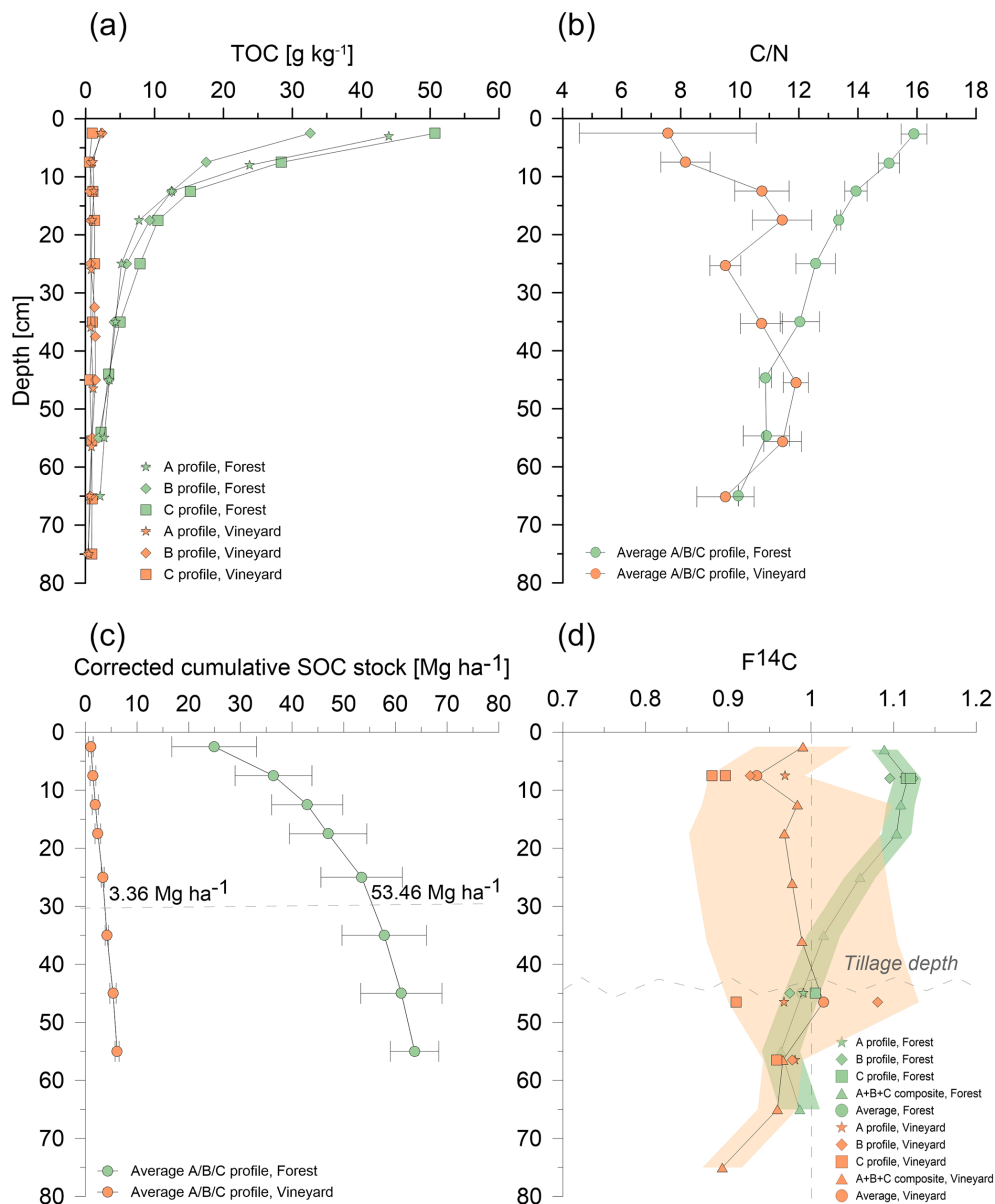 (a)
TOC [g kg⁻¹]
0 10 20 30 40 50 60
0
10
20
30
40
50
60
70
80
Depth [cm]
A profile, Forest
B profile, Forest
C profile, Forest
A profile, Vineyard
B profile, Vineyard
C profile, Vineyard
(b)
C/N
4 6 8 10 12 14 16 18
0
10
20
30
40
50
60
70
80
Average A/B/C profile, Forest
Average A/B/C profile, Vineyard
(c)
Corrected cumulative SOC stock [Mg ha⁻¹]
0 10 20 30 40 50 60 70 80
0
10
20
30
40
50
60
70
80
3.36 Mg ha⁻¹
53.46 Mg ha⁻¹
Average A/B/C profile, Forest
Average A/B/C profile, Vineyard
(d)
F¹⁴C
0.7 0.8 0.9 1 1.1 1.2
0
10
20
30
40
50
60
70
80
Tillage depth
A profile, Forest
B profile, Forest
C profile, Forest
A+B+C composite, Forest
Average, Forest
A profile, Vineyard
B profile, Vineyard
C profile, Vineyard
A+B+C composite, Vineyard
Average, Vineyard